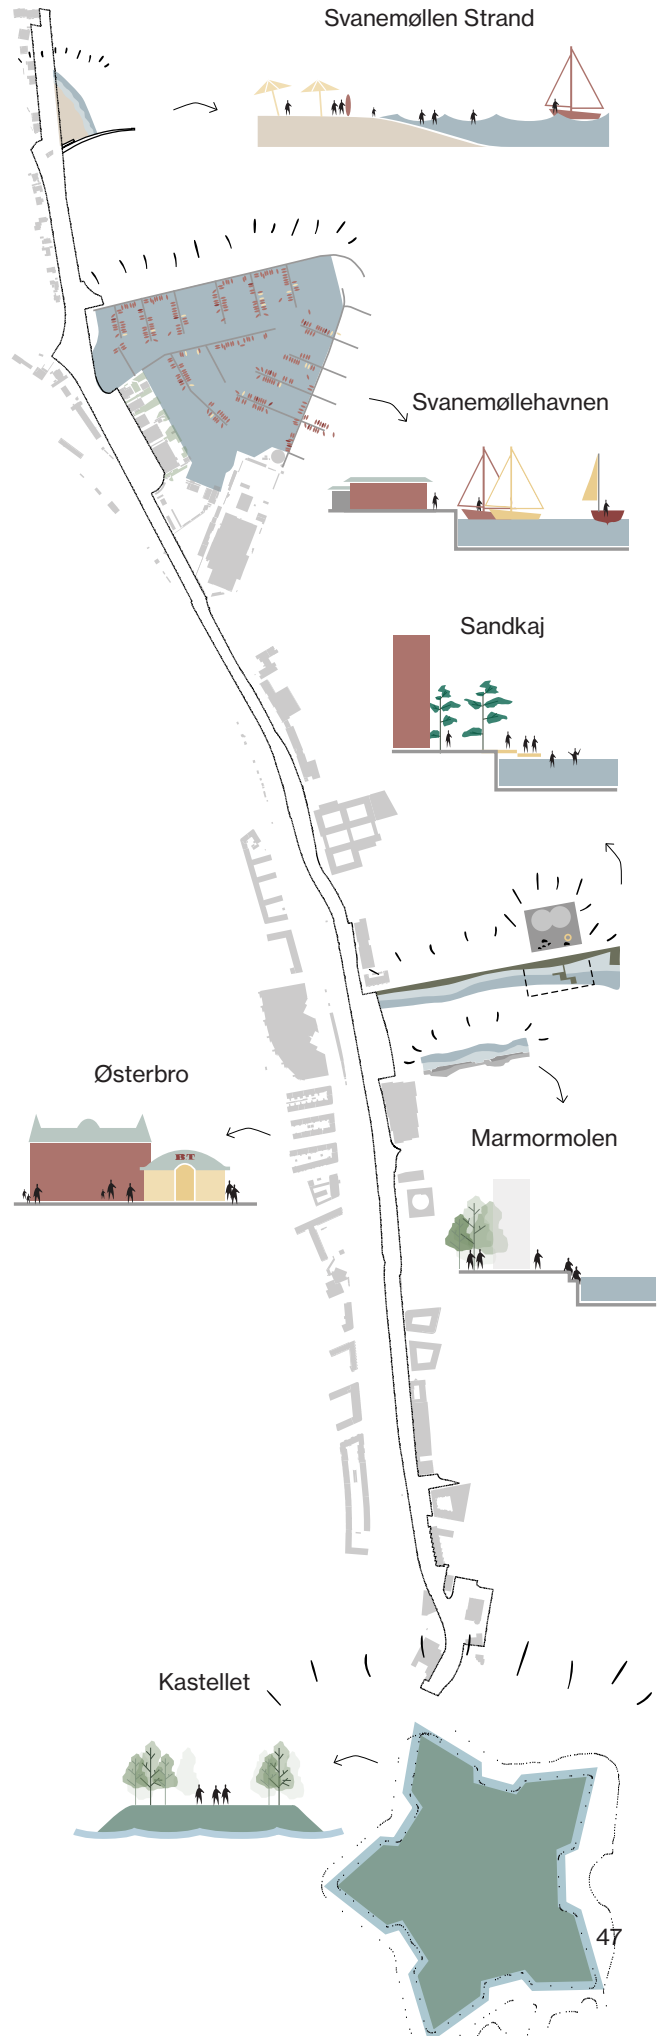 Svanemøllen Strand
Svanemøllehavnen
Sandkaj
Østerbro
BT
Marmormolen
Kastellet
47